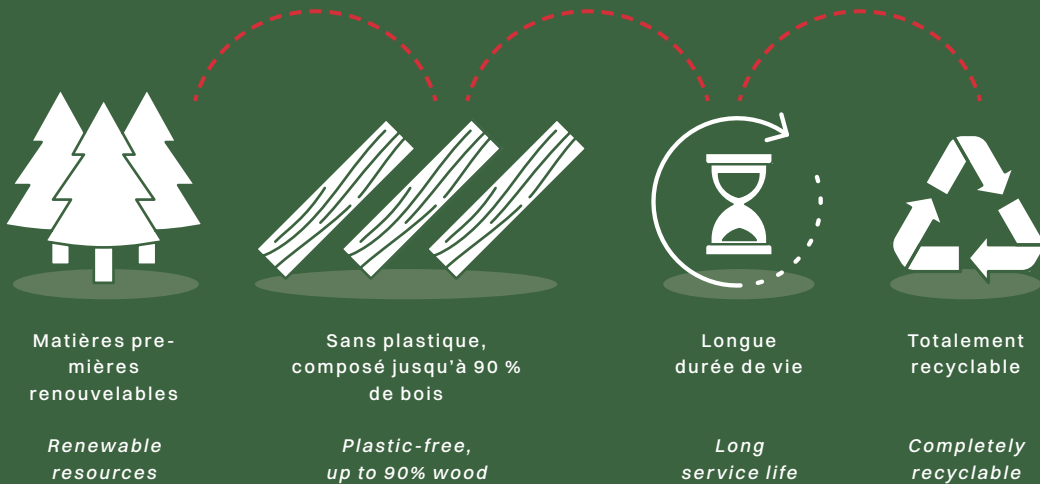 Matières pre-
mières
renouvelables
Renewable
resources
Sans plastique,
composé jusqu'à 90 %
de bois
Plastic-free,
up to 90% wood
Longue
durée de vie
Long
service life
Totalement
recyclable
Completely
recyclable